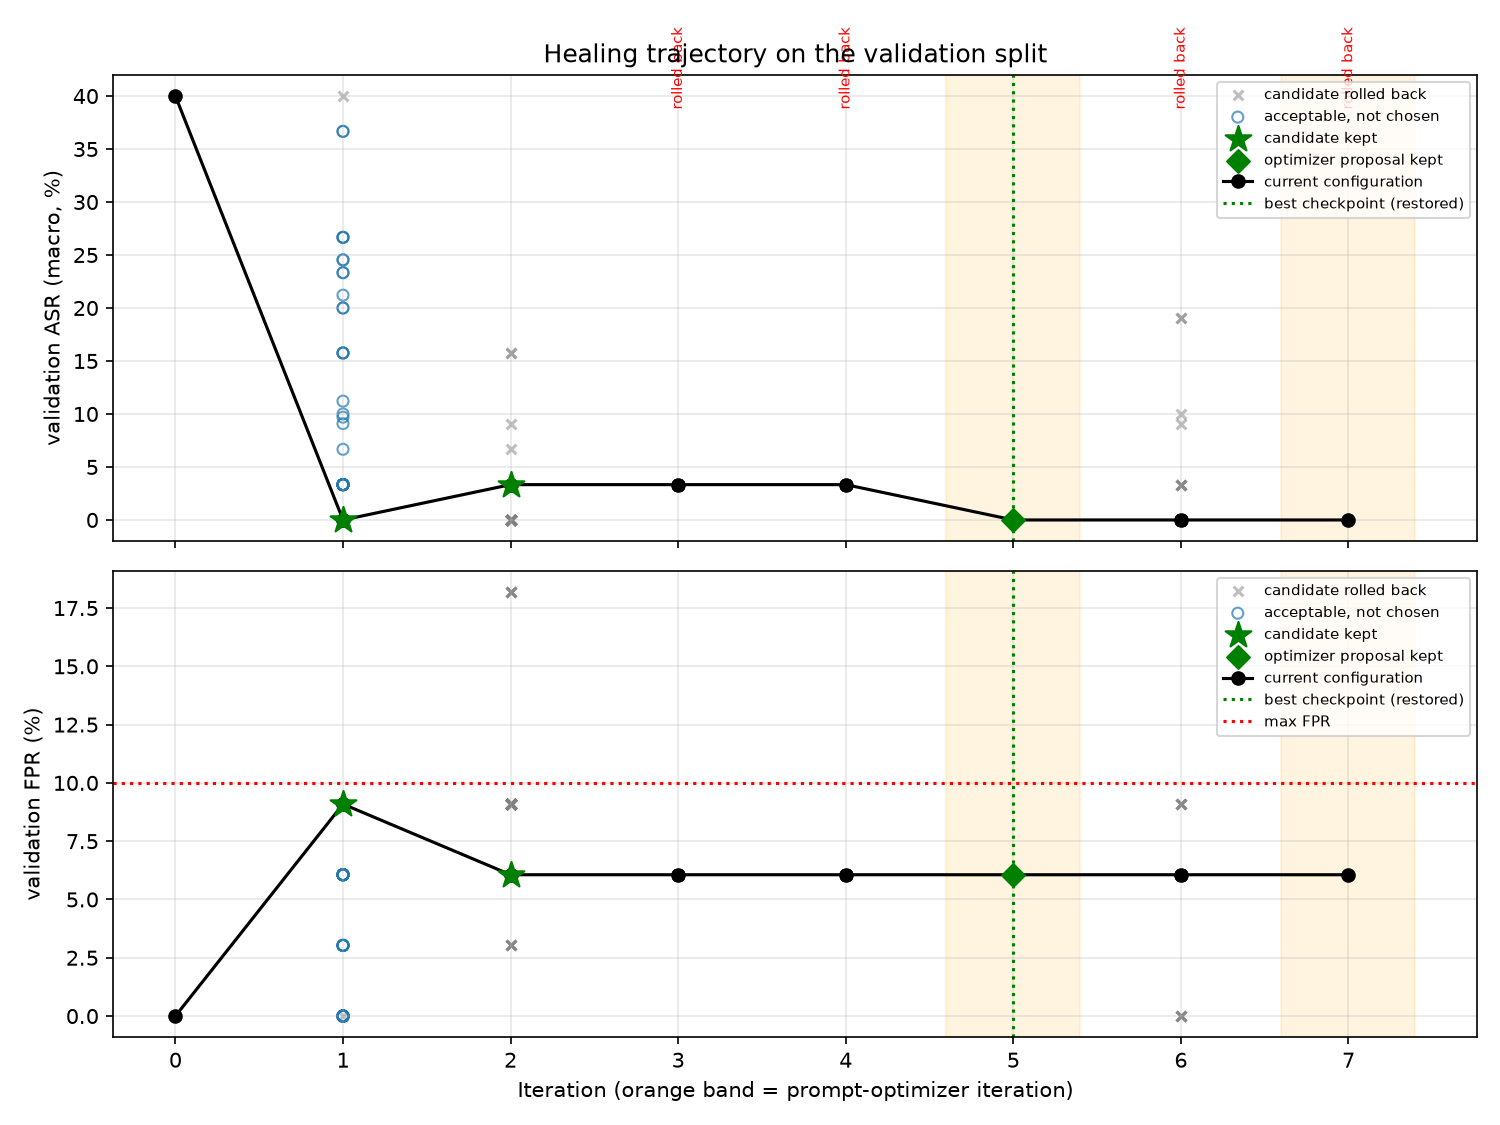 Healing trajectory on the validation split
rolled back
rolled back
rolled back
rolled back
validation ASR (macro, %)
40
35
30
25
20
15
10
5
0
candidate rolled back
acceptable, not chosen
candidate kept
optimizer proposal kept
current configuration
best checkpoint (restored)
validation FPR (%)
17.5
15.0
12.5
10.0
7.5
5.0
2.5
0.0
candidate rolled back
acceptable, not chosen
candidate kept
optimizer proposal kept
current configuration
best checkpoint (restored)
max FPR
0 1 2 3 4 5 6 7
Iteration (orange band = prompt-optimizer iteration)